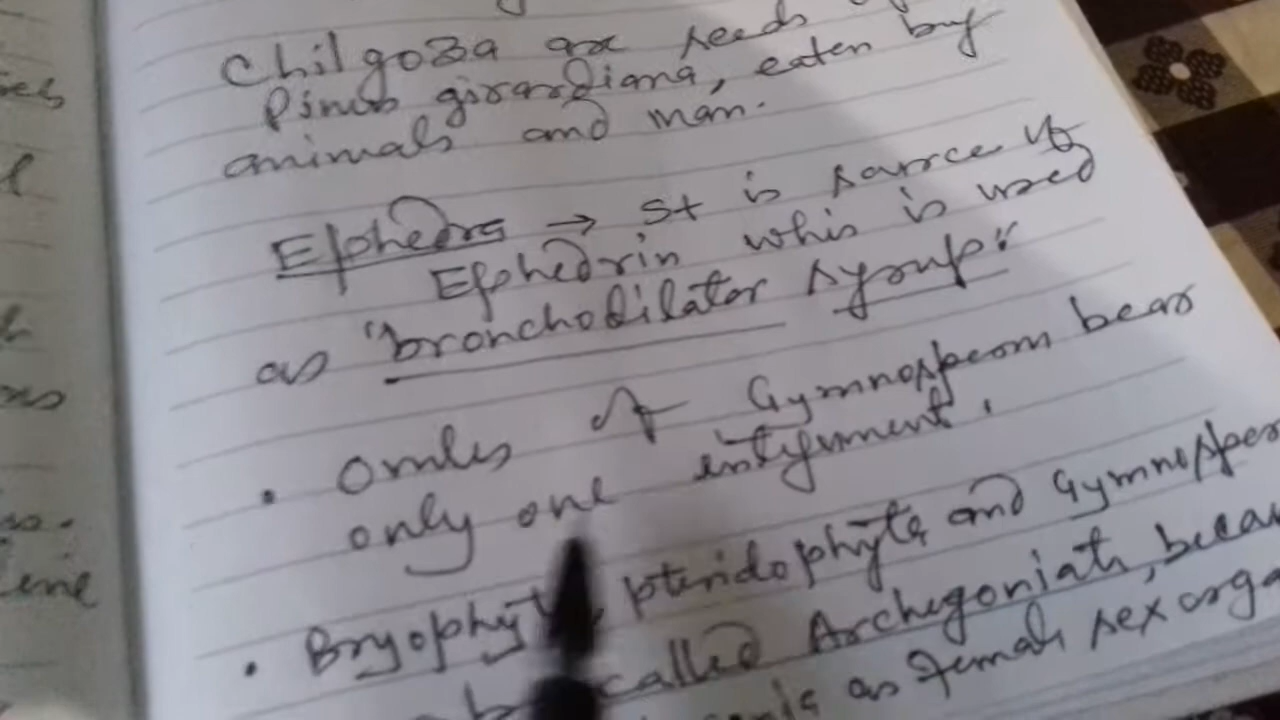 Chilgoza are seeds
Pinus girardiana, eaten by
animals and man.
Ephedra → It is source of
Ephedrin whis is used
as "bronchodilator syrup"
• Ovules of Gymnosperm bear
only one integument.
• Bryophyte, pteridophyte and Gymnosper
called Archegoniate, becau
as female sex orga